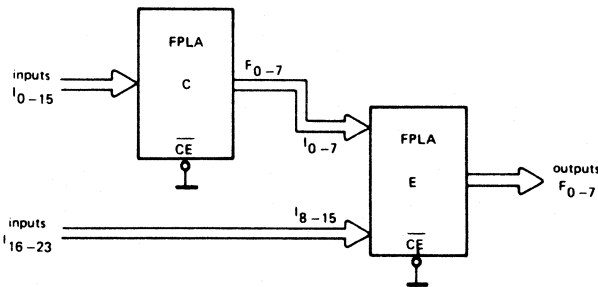 FPLA
C
CE
inputs
I0–15
F0–7
I0–7
FPLA
E
CE
outputs
F0–7
I8–15
inputs
I16–23